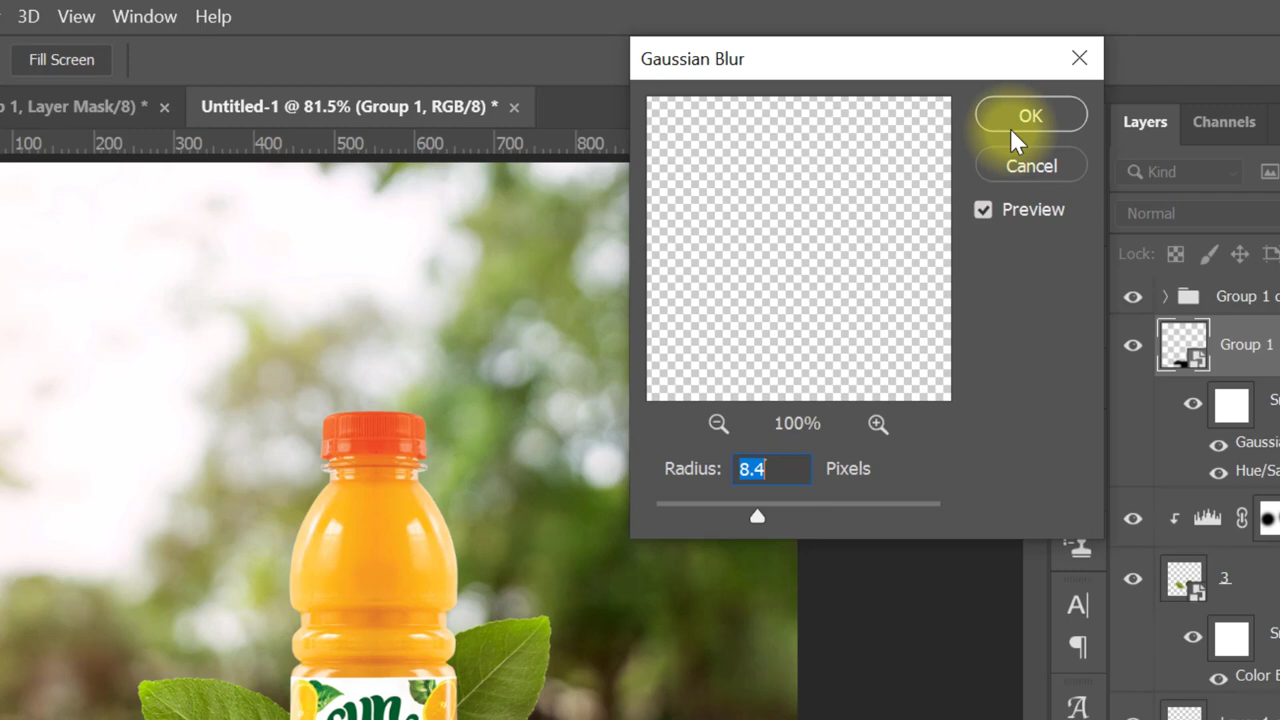 3D View Window Help
Fill Screen
1, Layer Mask/8) *
Untitled-1 @ 81.5% (Group 1, RGB/8) *
100 200 300 400 500 600 700 800
Gaussian Blur
OK
Cancel
Preview
100%
Radius: 8.4 Pixels
Layers Channels
Kind
Normal
Lock:
Group 1
Group 1
Gaussi
Hue/Sa
3
Color
A
A
sun